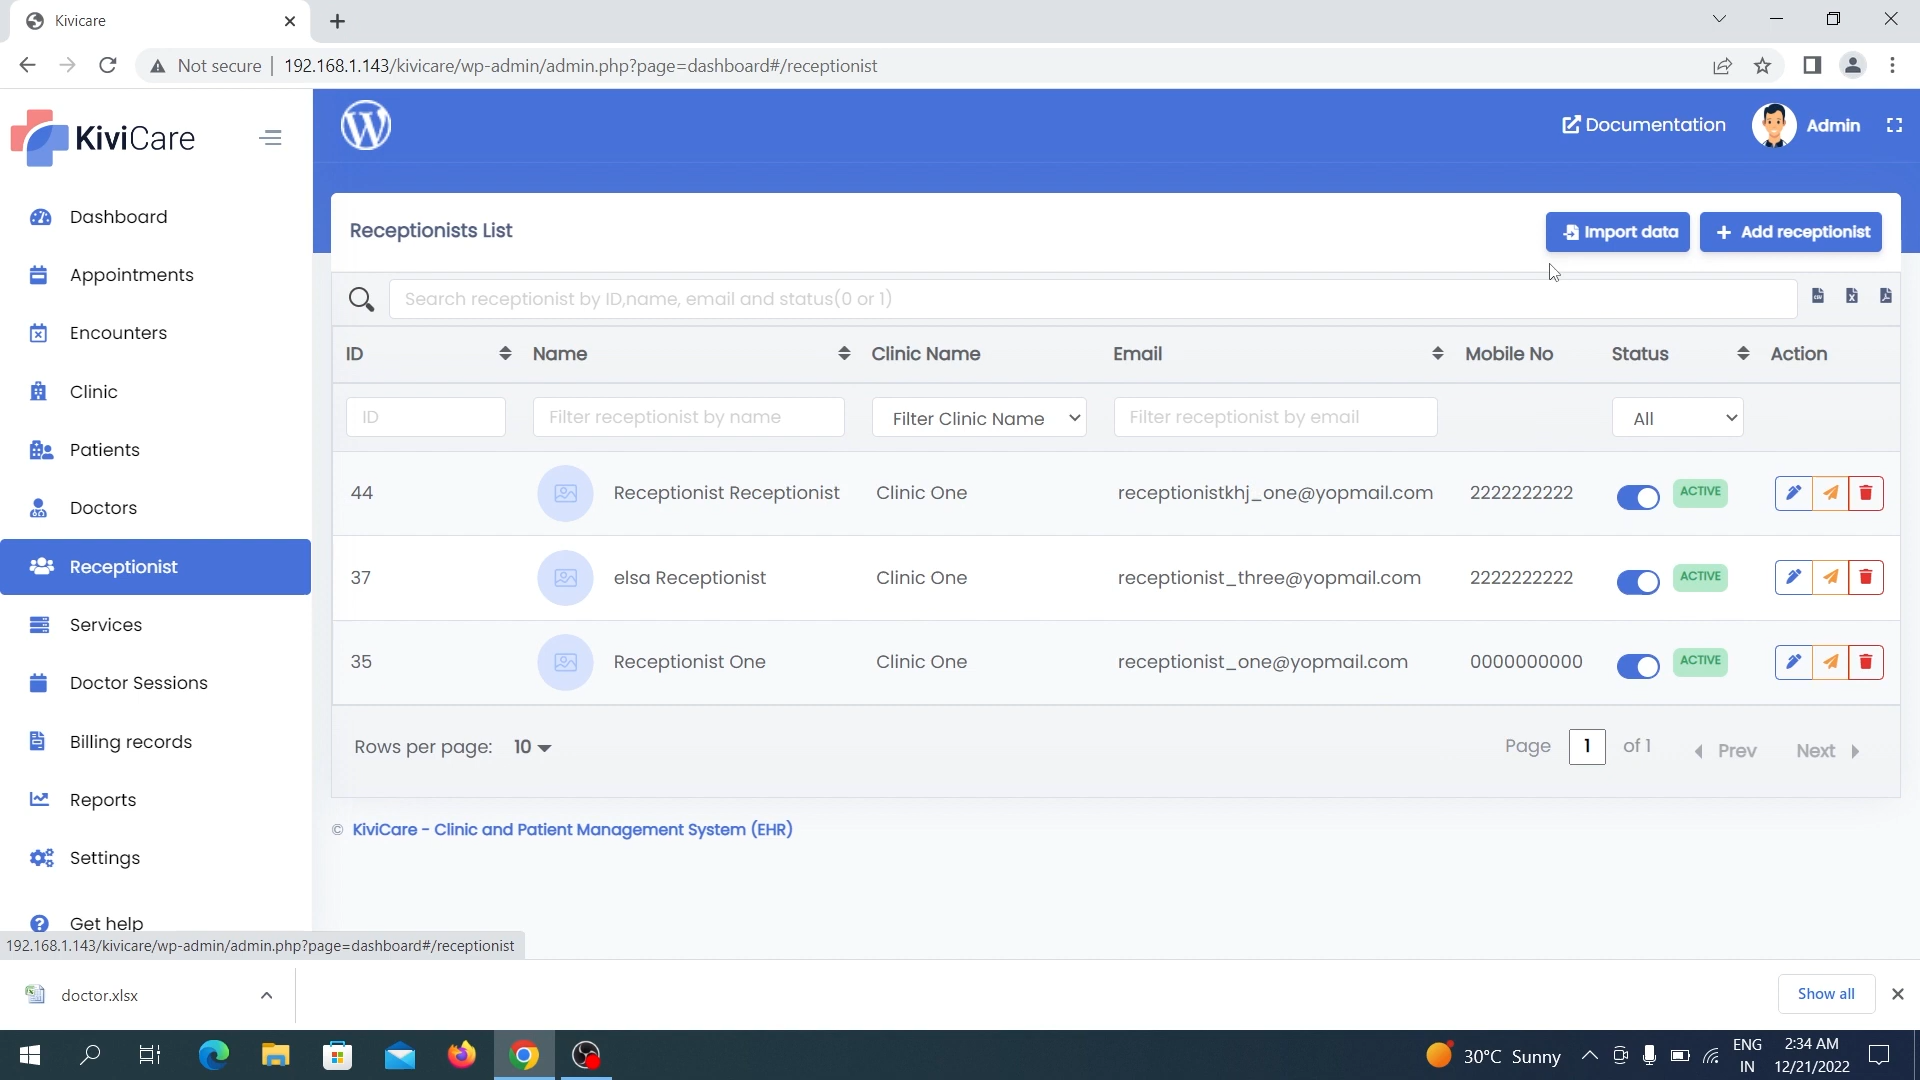 Kivicare
Not secure
192.168.1.143/kivicare/wp-admin/admin.php?page=dashboard#/receptionist
KiviCare
Documentation
Admin
Dashboard
Appointments
Encounters
Clinic
Patients
Doctors
Receptionist
Services
Doctor Sessions
Billing records
Reports
Settings
Get help
Receptionists List
Import data
Add receptionist
Search receptionist by ID,name, email and status(0 or 1)
ID Name Clinic Name Email Mobile No Status Action
ID Filter receptionist by name Filter Clinic Name Filter receptionist by email All
44 Receptionist Receptionist Clinic One receptionistkhj_one@yopmail.com 2222222222 ACTIVE
37 elsa Receptionist Clinic One receptionist_three@yopmail.com 2222222222 ACTIVE
35 Receptionist One Clinic One receptionist_one@yopmail.com 0000000000 ACTIVE
Rows per page: 10 Page 1 of 1 Prev Next
© KiviCare - Clinic and Patient Management System (EHR)
192.168.1.143/kivicare/wp-admin/admin.php?page=dashboard#/receptionist
doctor.xlsx
Show all
30°C Sunny
ENG
IN
2:34 AM
12/21/2022